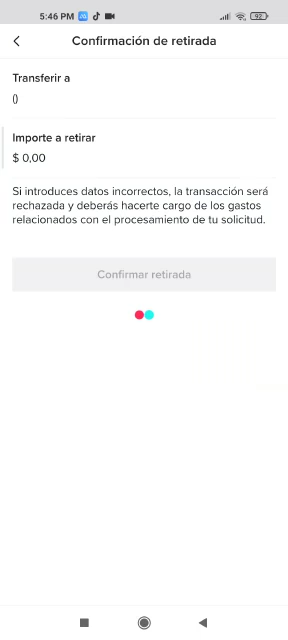 5:46 PM
92
Confirmación de retirada
Transferir a
()
Importe a retirar
$ 0,00
Si introduces datos incorrectos, la transacción será
rechazada y deberás hacerte cargo de los gastos
relacionados con el procesamiento de tu solicitud.
Confirmar retirada